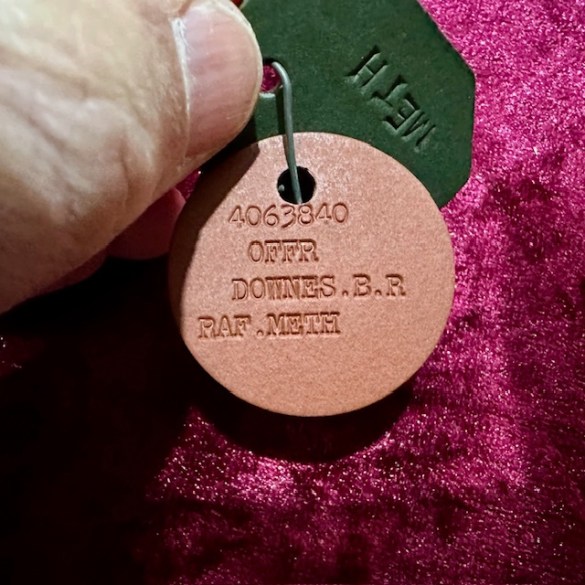 METH
4063840
OFFR
DOWNES.B.R
RAF.METH